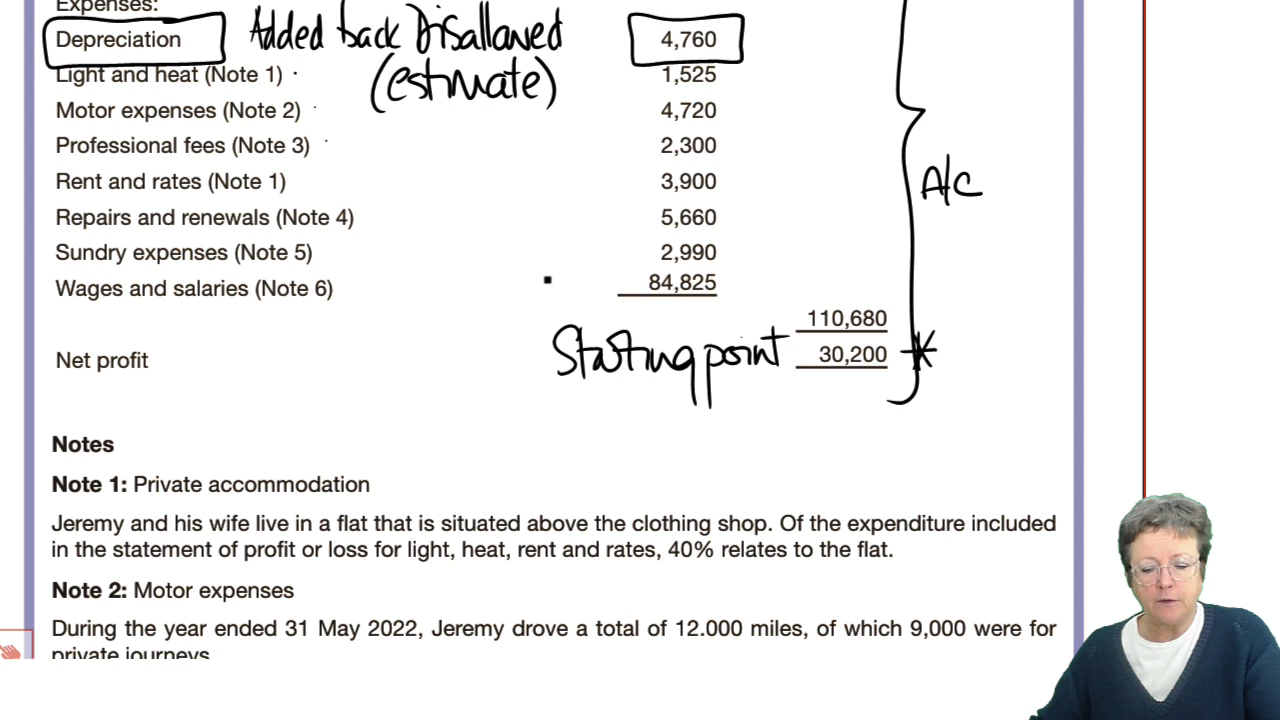 Expenses:
Depreciation Added back Disallowed 4,760
Light and heat (Note 1) (estimate) 1,525
Motor expenses (Note 2) 4,720
Professional fees (Note 3) 2,300
Rent and rates (Note 1) 3,900 A/C
Repairs and renewals (Note 4) 5,660
Sundry expenses (Note 5) 2,990
Wages and salaries (Note 6) 84,825
110,680
Net profit Starting point 30,200 *
Notes
Note 1: Private accommodation
Jeremy and his wife live in a flat that is situated above the clothing shop. Of the expenditure included
in the statement of profit or loss for light, heat, rent and rates, 40% relates to the flat.
Note 2: Motor expenses
During the year ended 31 May 2022, Jeremy drove a total of 12.000 miles, of which 9,000 were for
private journeys